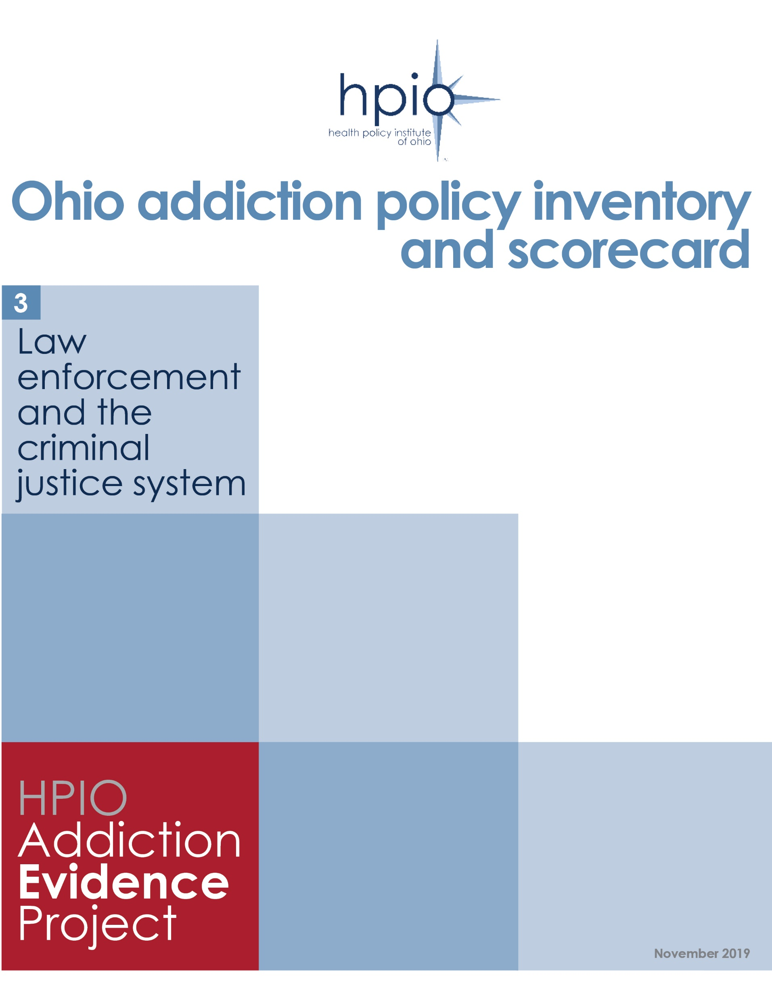 hpio
health policy institute
of ohio
Ohio addiction policy inventory
and scorecard
3
Law
enforcement
and the
criminal
justice system
HPIO
Addiction
Evidence
Project
November 2019